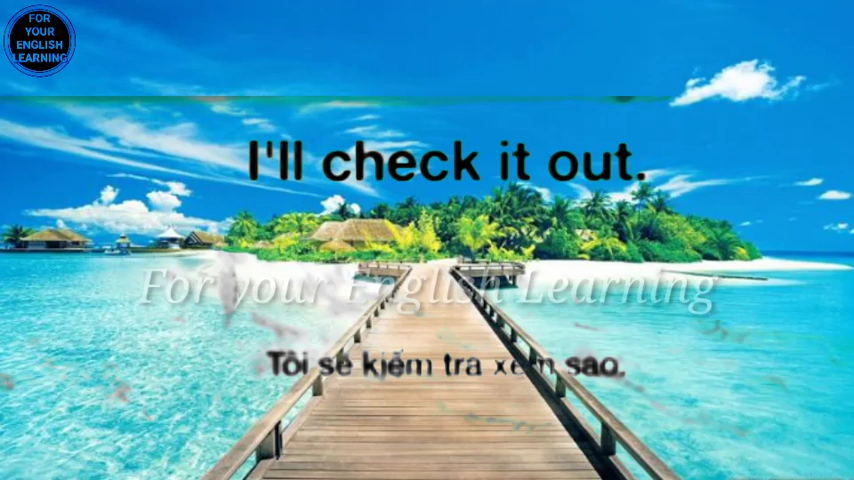 FOR
YOUR
ENGLISH
LEARNING
I'll check it out.
For your English Learning
Tôi sẽ kiểm tra xem sao.